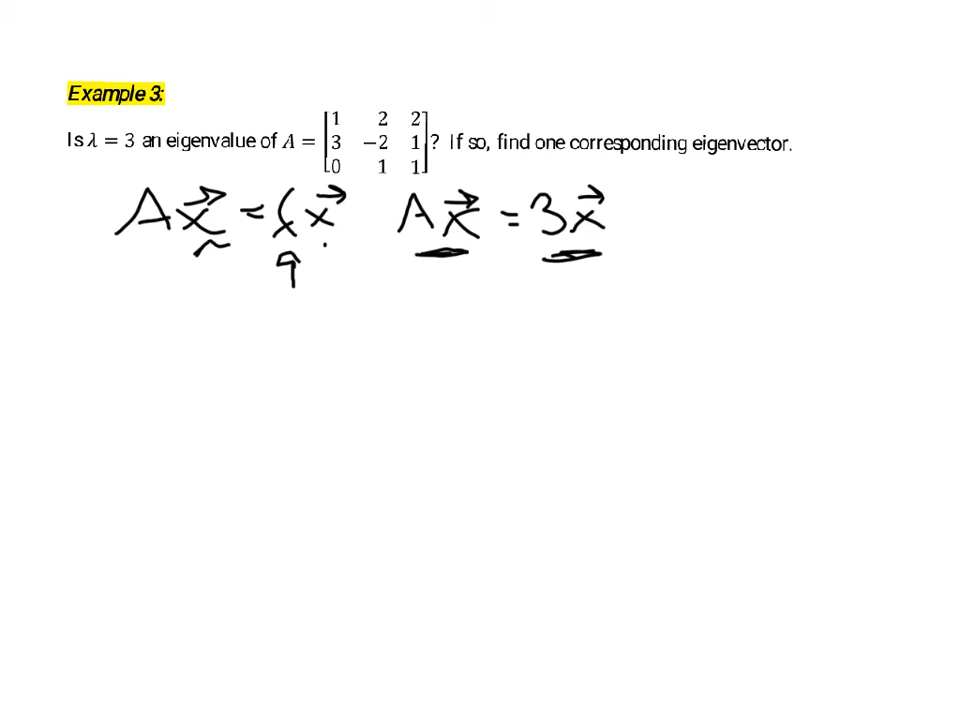 Example 3:
Is λ = 3 an eigenvalue of A = [1 2 2; 3 −2 1; 0 1 1]? If so, find one corresponding eigenvector.
Ax⃗ = λx⃗ Ax⃗ = 3x⃗